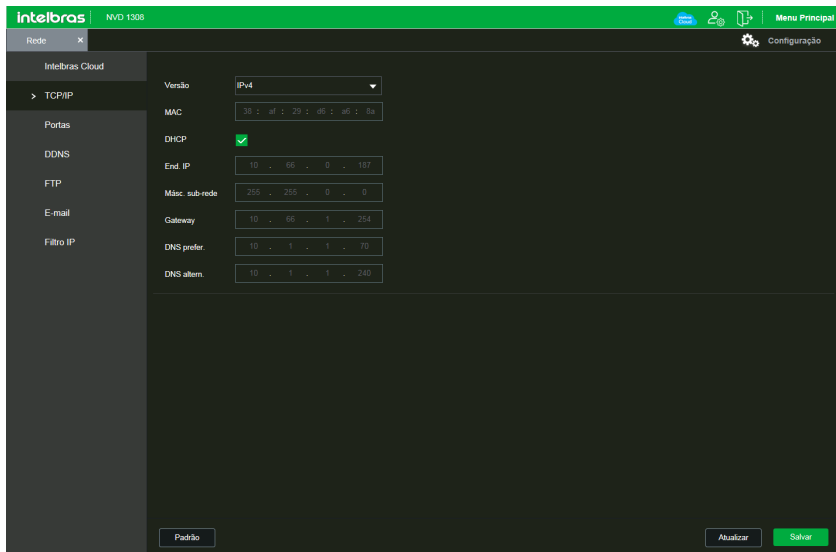 intelbras NVD 1308 Intelbras Cloud Menu Principal
Rede × Configuração
Intelbras Cloud
> TCP/IP
Portas
DDNS
FTP
E-mail
Filtro IP
Versão IPv4
MAC 38 : af : 29 : d6 : a6 : 8a
DHCP
End. IP 10 . 66 . 0 . 187
Másc. sub-rede 255 . 255 . 0 . 0
Gateway 10 . 66 . 1 . 254
DNS prefer. 10 . 1 . 1 . 70
DNS altern. 10 . 1 . 1 . 240
Padrão Atualizar Salvar